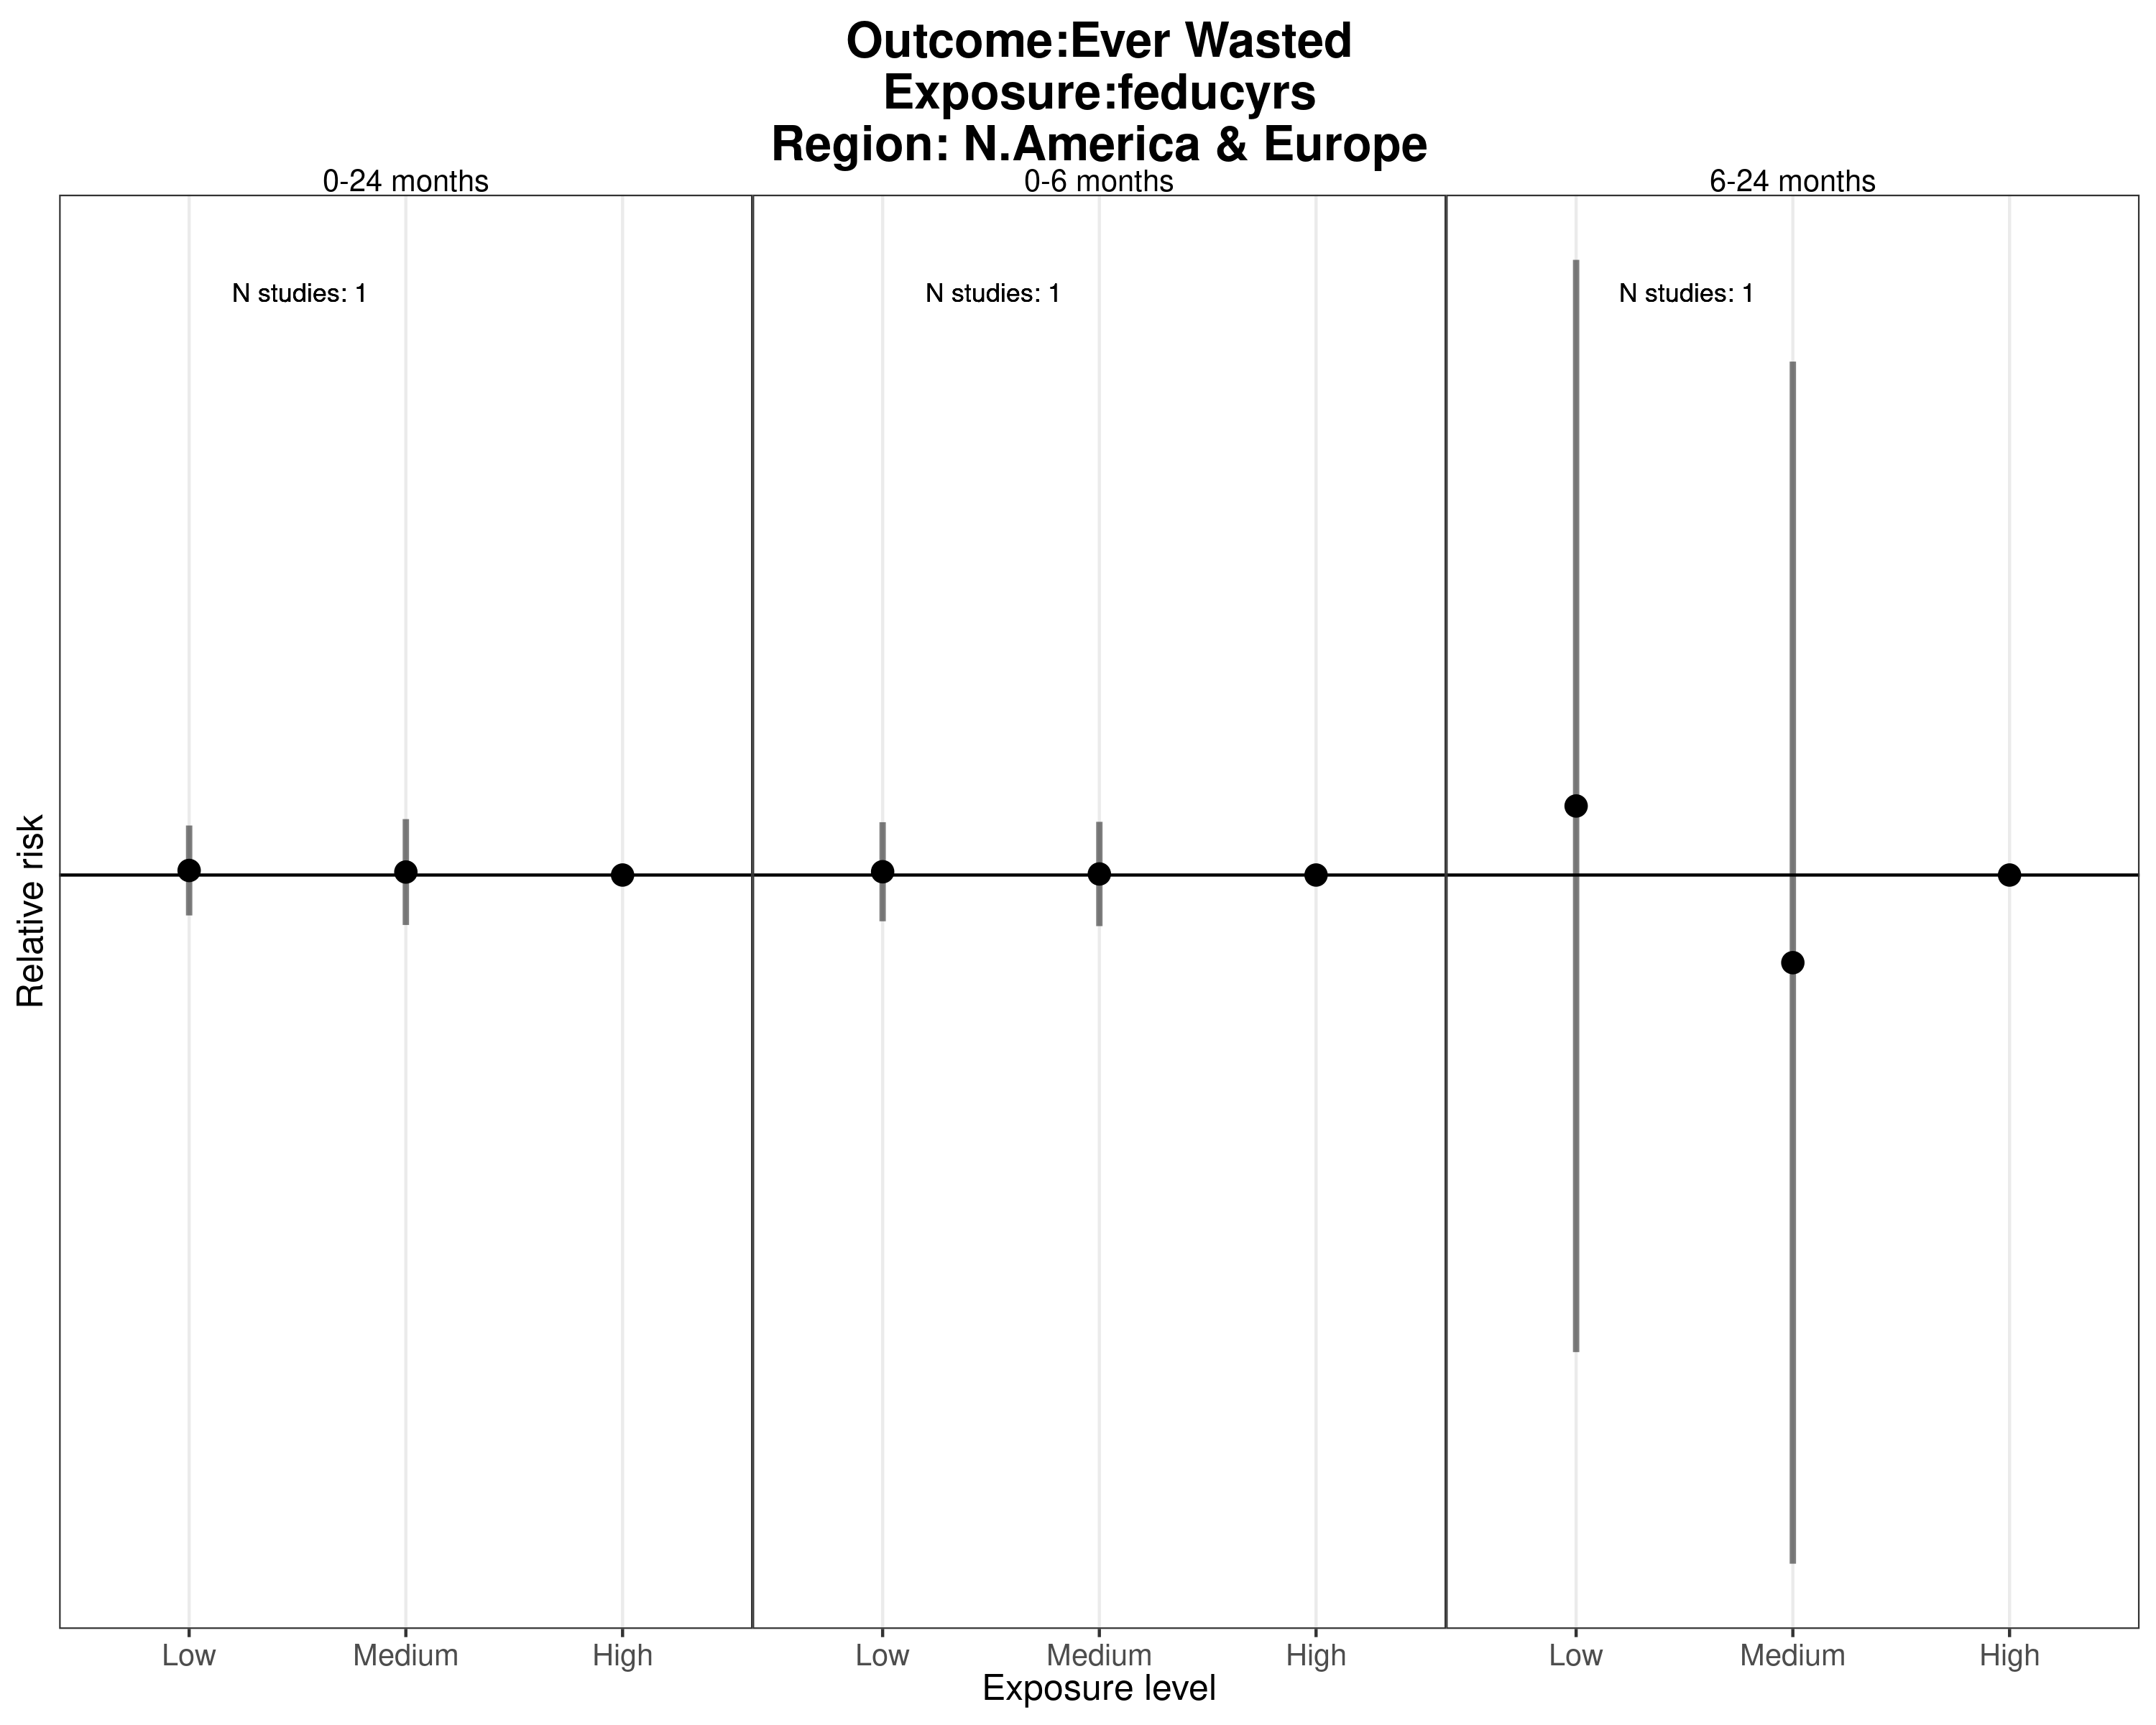 Outcome:Ever Wasted
Exposure:feducyrs
Region: N.America & Europe
0-24 months
0-6 months
6-24 months
N studies: 1
N studies: 1
N studies: 1
Relative risk
Low
Medium
High
Low
Medium
High
Low
Medium
High
Exposure level